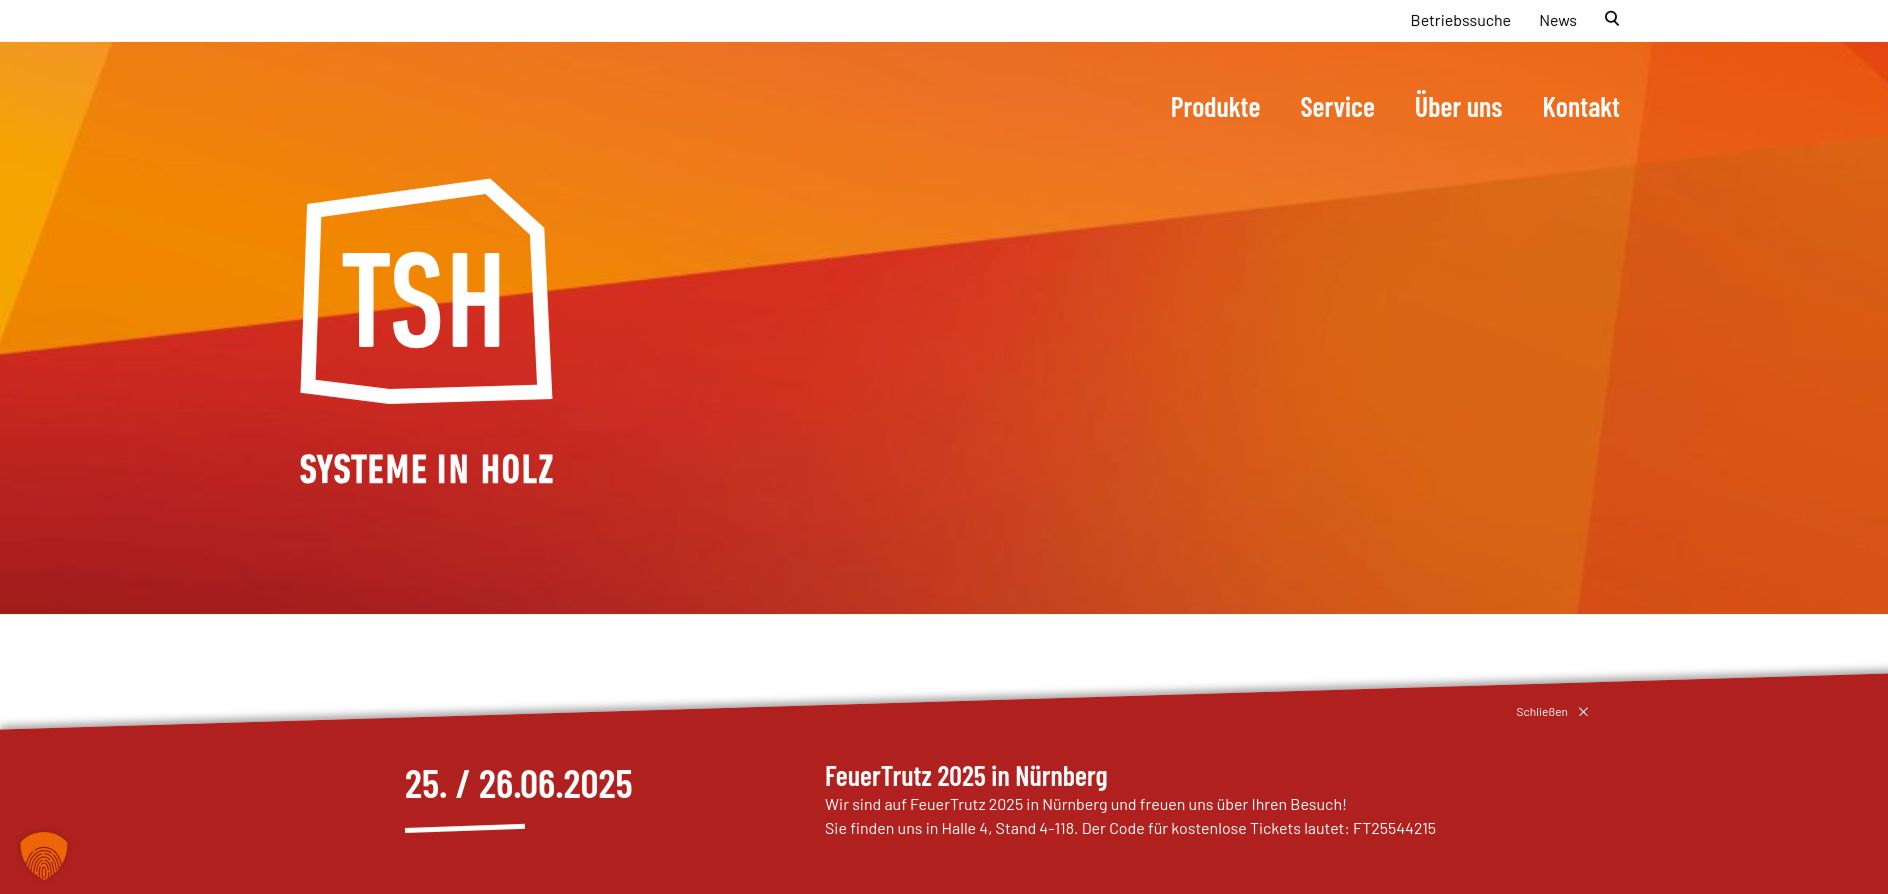 Betriebssuche News
Produkte Service Über uns Kontakt
TSH
SYSTEME IN HOLZ
Schließen
25. / 26.06.2025
FeuerTrutz 2025 in Nürnberg
Wir sind auf FeuerTrutz 2025 in Nürnberg und freuen uns über Ihren Besuch!
Sie finden uns in Halle 4, Stand 4-118. Der Code für kostenlose Tickets lautet: FT25544215